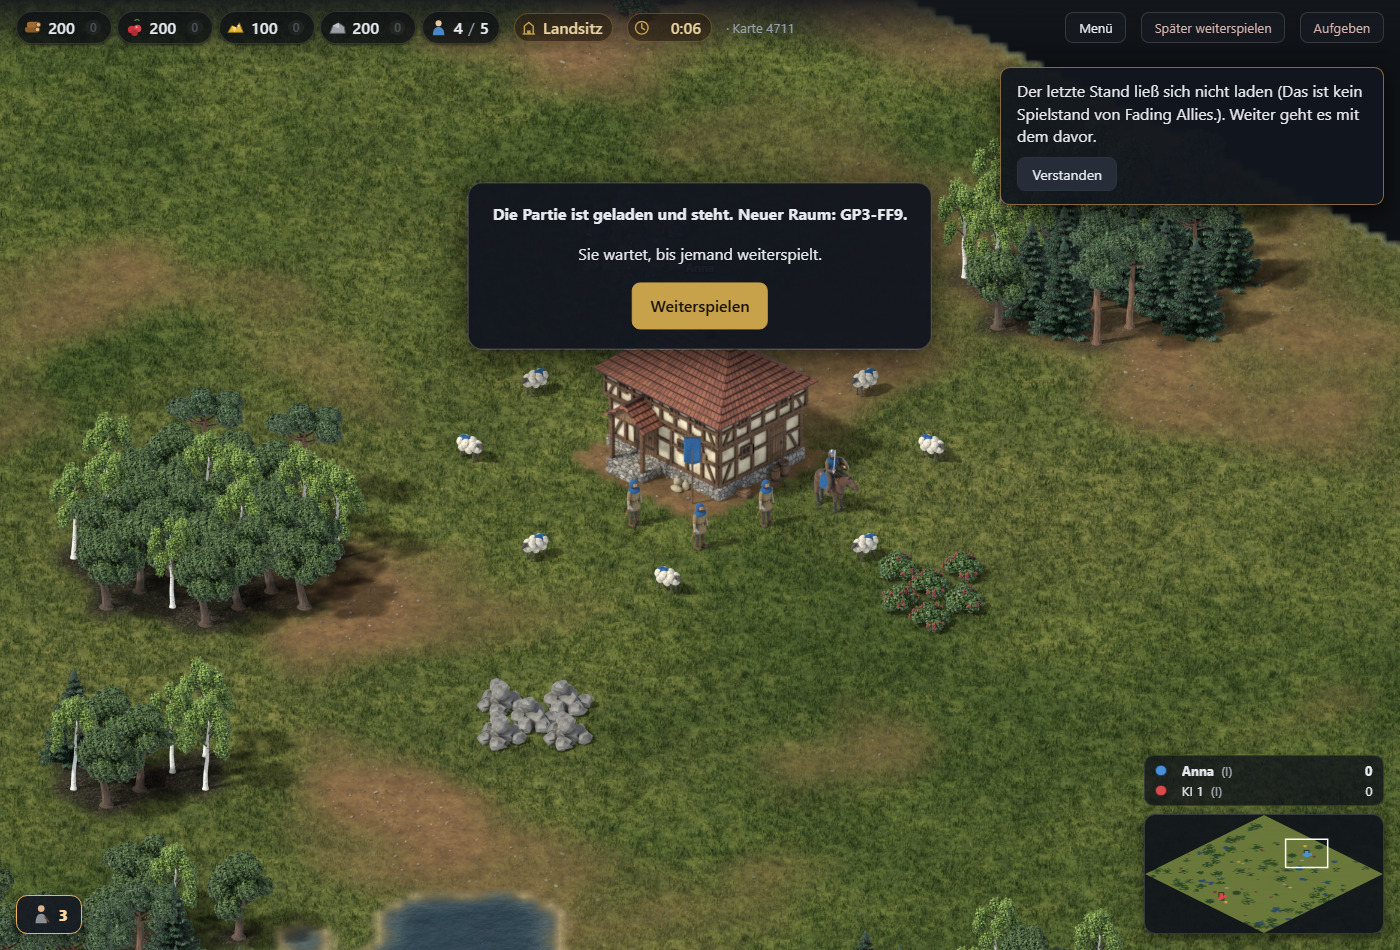 200 0 200 0 100 0 200 0 4 / 5 Landsitz 0:06 · Karte 4711 Menü Später weiterspielen Aufgeben
Der letzte Stand ließ sich nicht laden (Das ist kein
Spielstand von Fading Allies.). Weiter geht es mit
dem davor.
Verstanden
Die Partie ist geladen und steht. Neuer Raum: GP3-FF9.
Sie wartet, bis jemand weiterspielt.
Anna
Weiterspielen
Anna (I) 0
KI 1 (I) 0
3